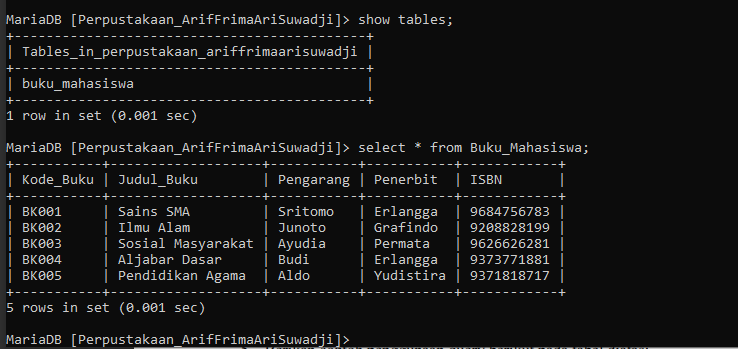 MariaDB [Perpustakaan_ArifFrimaAriSuwadji]> show tables;
+--------------------------------------------+
| Tables_in_perpustakaan_ariffrimaarisuwadji |
+--------------------------------------------+
| buku_mahasiswa                             |
+--------------------------------------------+
1 row in set (0.001 sec)
MariaDB [Perpustakaan_ArifFrimaAriSuwadji]> select * from Buku_Mahasiswa;
+-----------+-------------------+-----------+-----------+------------+
| Kode_Buku | Judul_Buku        | Pengarang | Penerbit  | ISBN       |
+-----------+-------------------+-----------+-----------+------------+
| BK001     | Sains SMA         | Sritomo   | Erlangga  | 9684756783 |
| BK002     | Ilmu Alam         | Junoto    | Grafindo  | 9208828199 |
| BK003     | Sosial Masyarakat | Ayudia    | Permata   | 9626626281 |
| BK004     | Aljabar Dasar     | Budi      | Erlangga  | 9373771881 |
| BK005     | Pendidikan Agama  | Aldo      | Yudistira | 9371818717 |
+-----------+-------------------+-----------+-----------+------------+
5 rows in set (0.001 sec)
MariaDB [Perpustakaan_ArifFrimaAriSuwadji]>